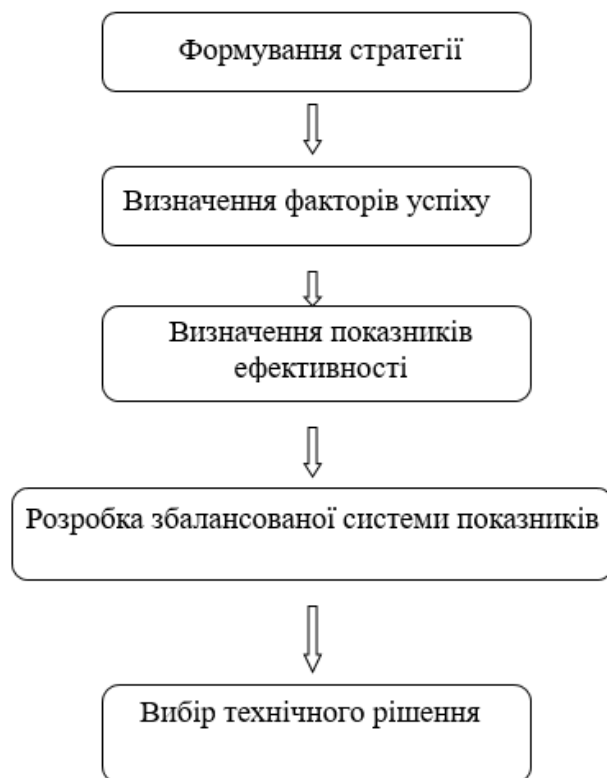 Формування стратегії
Визначення факторів успіху
Визначення показників
ефективності
Розробка збалансованої системи показників
Вибір технічного рішення